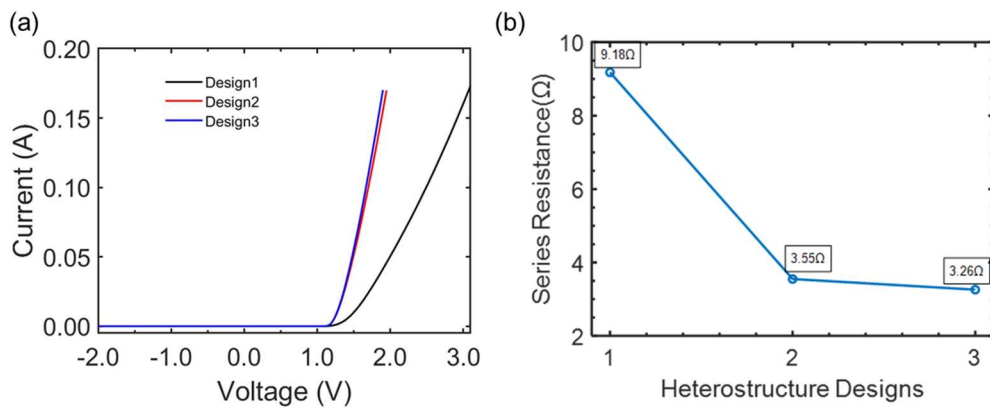 (a)
0.20
0.15
0.10
0.05
0.00
Current (A)
Design1
Design2
Design3
-2.0 -1.0 0.0 1.0 2.0 3.0
Voltage (V)
(b)
10
8
6
4
2
Series Resistance(Ω)
9.18Ω
3.55Ω
3.26Ω
1 2 3
Heterostructure Designs